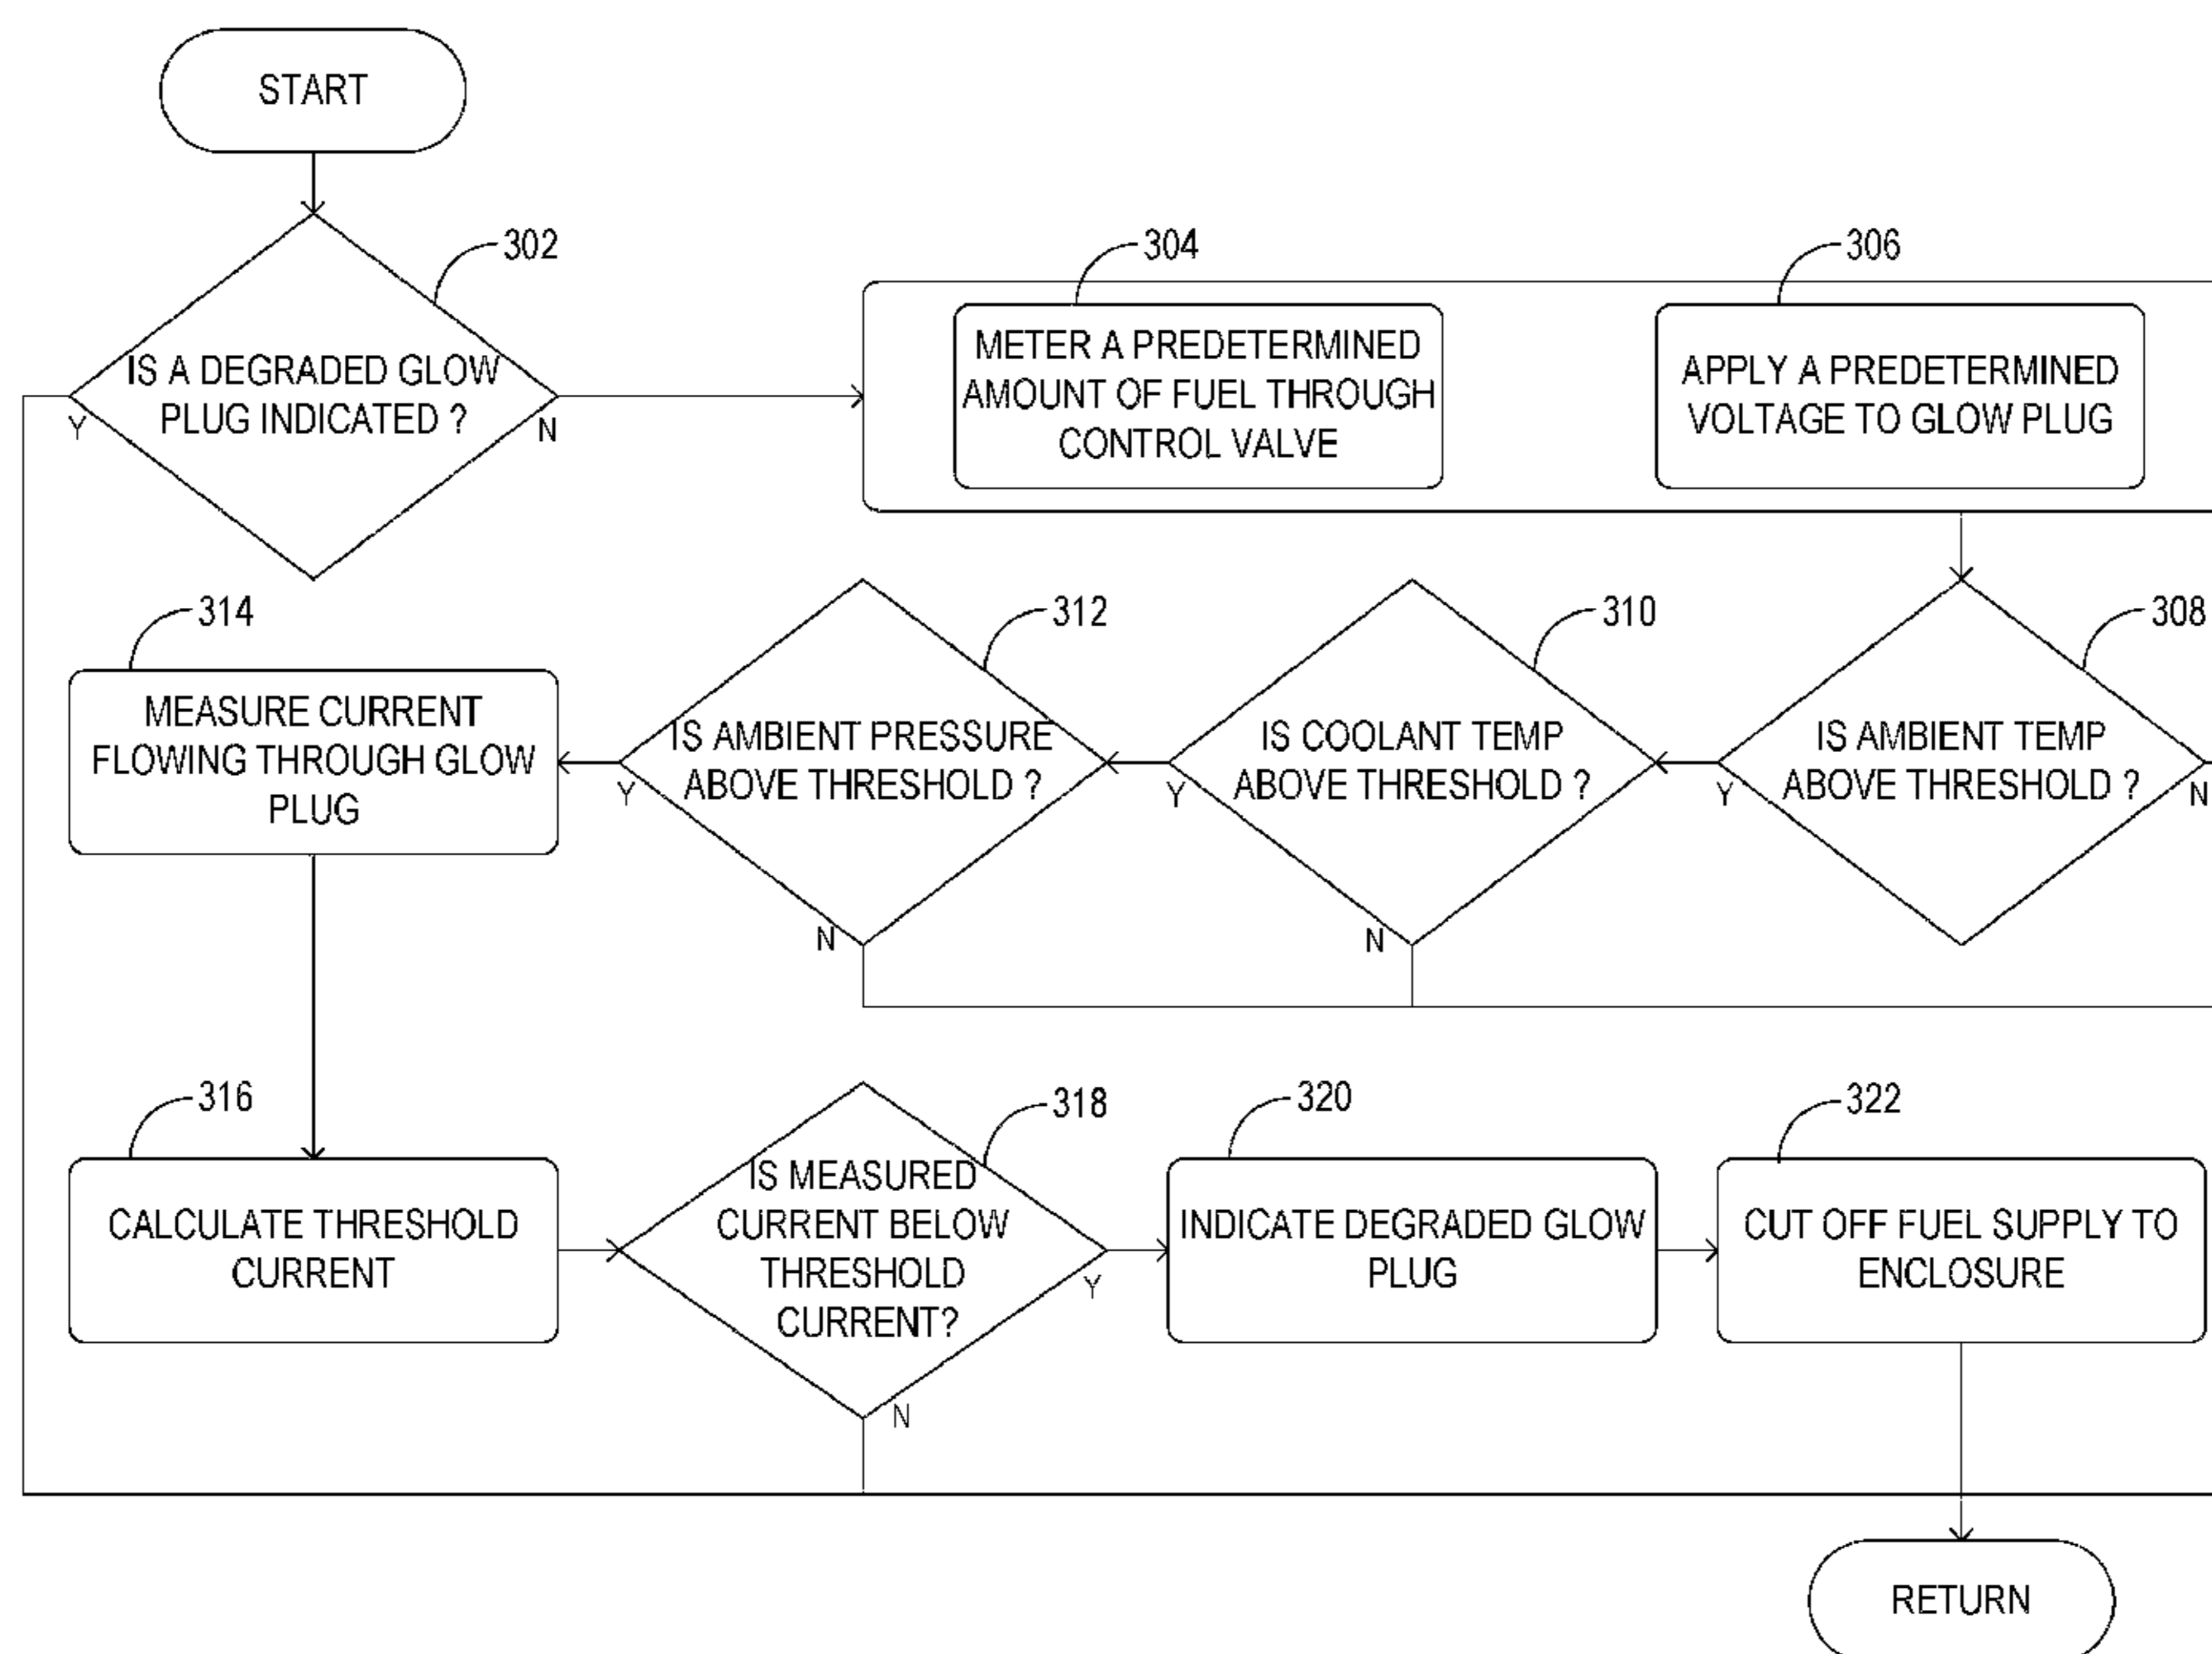 START
302
304
306
IS A DEGRADED GLOW
PLUG INDICATED ?
Y
N
METER A PREDETERMINED
AMOUNT OF FUEL THROUGH
CONTROL VALVE
APPLY A PREDETERMINED
VOLTAGE TO GLOW PLUG
314
312
310
308
MEASURE CURRENT
FLOWING THROUGH GLOW
PLUG
IS AMBIENT PRESSURE
ABOVE THRESHOLD ?
Y
N
IS COOLANT TEMP
ABOVE THRESHOLD ?
Y
N
IS AMBIENT TEMP
ABOVE THRESHOLD ?
Y
N
316
318
320
322
CALCULATE THRESHOLD
CURRENT
IS MEASURED
CURRENT BELOW
THRESHOLD
CURRENT?
Y
N
INDICATE DEGRADED GLOW
PLUG
CUT OFF FUEL SUPPLY TO
ENCLOSURE
RETURN